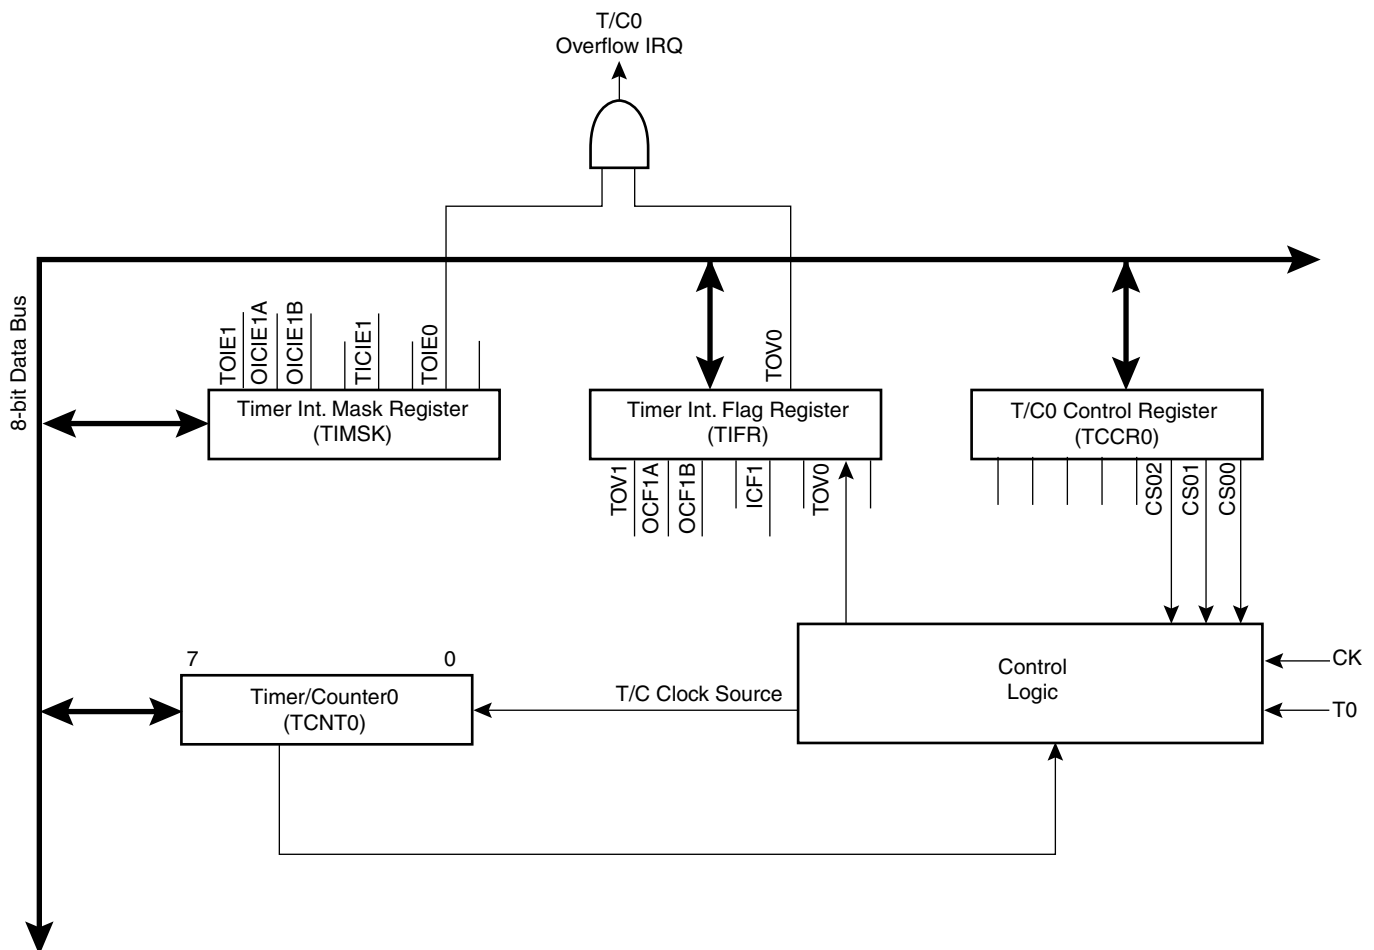 T/C0
Overflow IRQ
8-bit Data Bus
TOIE1
OICIE1A
OICIE1B
TICIE1
TOIE0
TOV0
Timer Int. Mask Register
(TIMSK)
Timer Int. Flag Register
(TIFR)
T/C0 Control Register
(TCCR0)
TOV1
OCF1A
OCF1B
ICF1
TOV0
CS02
CS01
CS00
7
0
Timer/Counter0
(TCNT0)
T/C Clock Source
Control
Logic
CK
T0